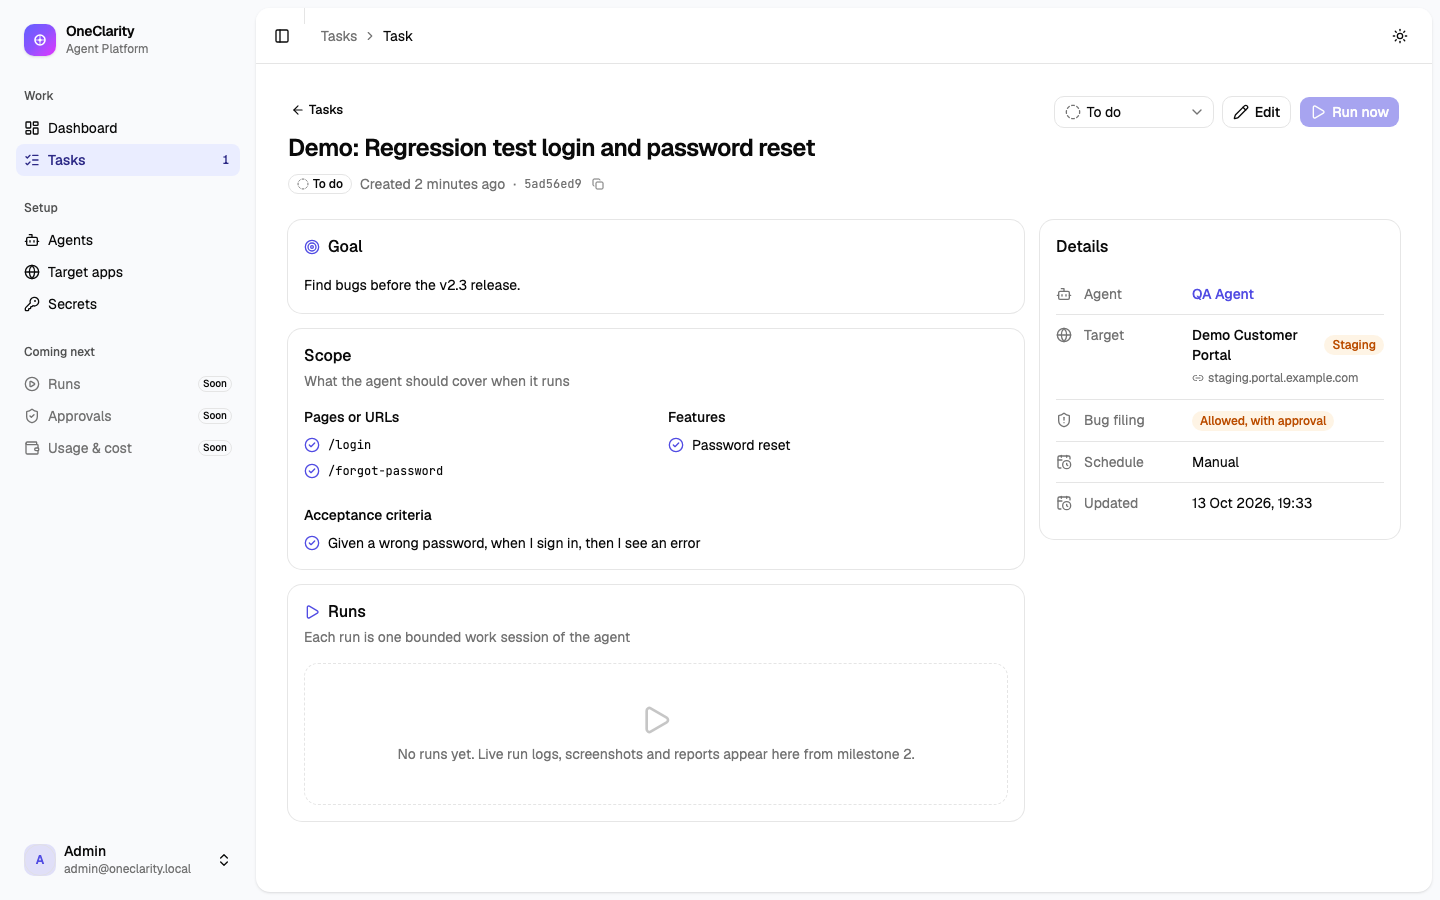 OneClarity
Agent Platform
Work
Dashboard
Tasks 1
Setup
Agents
Target apps
Secrets
Coming next
Runs Soon
Approvals Soon
Usage & cost Soon
A
Admin
admin@oneclarity.local
Tasks > Task
← Tasks
To do
Edit
Run now
Demo: Regression test login and password reset
To do Created 2 minutes ago · 5ad56ed9
Goal
Find bugs before the v2.3 release.
Scope
What the agent should cover when it runs
Pages or URLs
/login
/forgot-password
Features
Password reset
Acceptance criteria
Given a wrong password, when I sign in, then I see an error
Runs
Each run is one bounded work session of the agent
No runs yet. Live run logs, screenshots and reports appear here from milestone 2.
Details
Agent QA Agent
Target Demo Customer
Portal
Staging
staging.portal.example.com
Bug filing Allowed, with approval
Schedule Manual
Updated 13 Oct 2026, 19:33